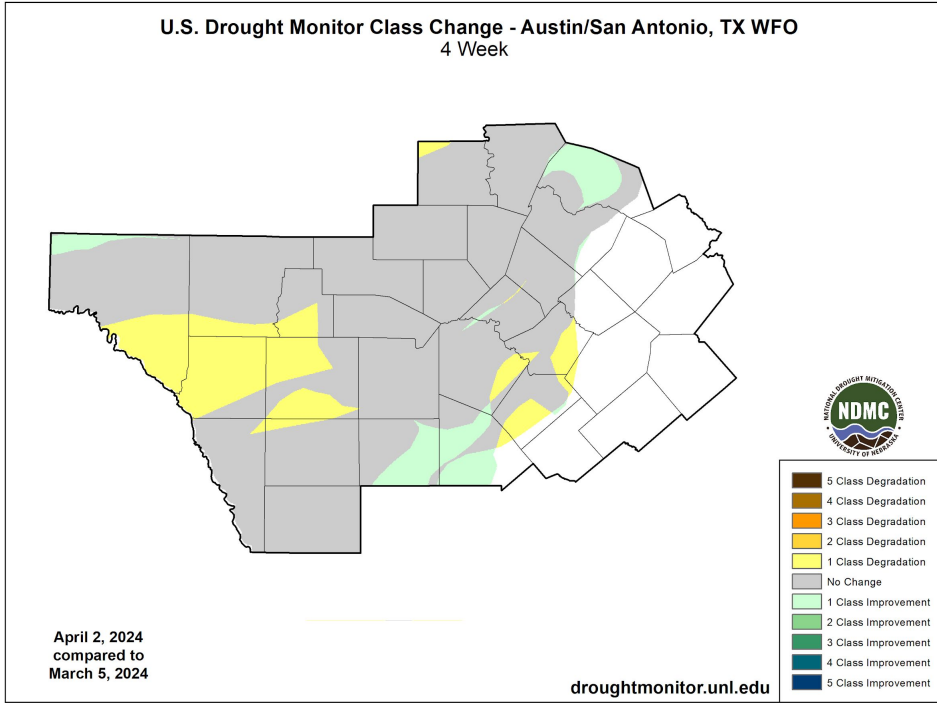 U.S. Drought Monitor Class Change - Austin/San Antonio, TX WFO
4 Week
NATIONAL DROUGHT MITIGATION CENTER
NDMC
UNIVERSITY OF NEBRASKA
5 Class Degradation
4 Class Degradation
3 Class Degradation
2 Class Degradation
1 Class Degradation
No Change
1 Class Improvement
2 Class Improvement
3 Class Improvement
4 Class Improvement
5 Class Improvement
April 2, 2024
compared to
March 5, 2024
droughtmonitor.unl.edu